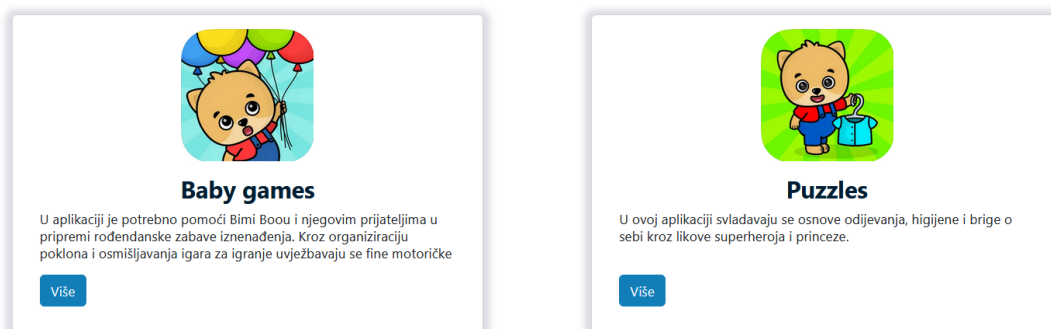 Baby games
U aplikaciji je potrebno pomoći Bimi Boou i njegovim prijateljima u
pripremi rođendanske zabave iznenađenja. Kroz organiziraciju
poklona i osmišljavanja igara za igranje uvježbavaju se fine motoričke
Više
Puzzles
U ovoj aplikaciji svladavaju se osnove odijevanja, higijene i brige o
sebi kroz likove superheroja i princeze.
Više